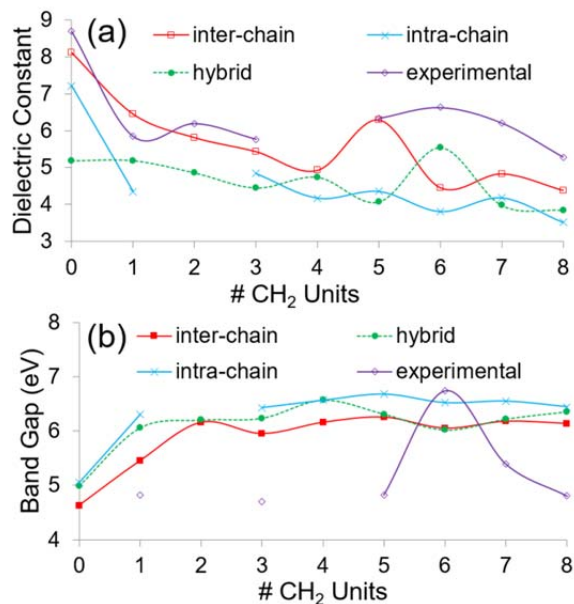 (a)
inter-chain
intra-chain
hybrid
experimental
Dielectric Constant
9
8
7
6
5
4
3
0 1 2 3 4 5 6 7 8
# CH₂ Units
(b)
inter-chain
hybrid
intra-chain
experimental
Band Gap (eV)
8
7
6
5
4
0 1 2 3 4 5 6 7 8
# CH₂ Units